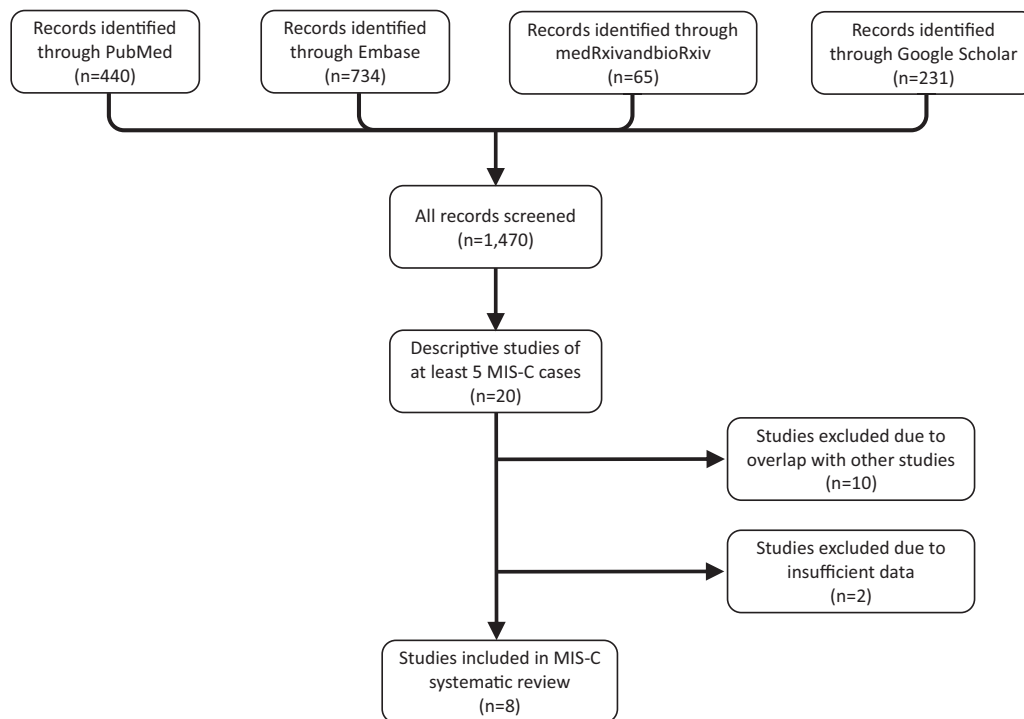 Records identified
through PubMed
(n=440)
Records identified
through Embase
(n=734)
Records identified through
medRxivandbioRxiv
(n=65)
Records identified
through Google Scholar
(n=231)
All records screened
(n=1,470)
Descriptive studies of
at least 5 MIS-C cases
(n=20)
Studies excluded due to
overlap with other studies
(n=10)
Studies excluded due to
insufficient data
(n=2)
Studies included in MIS-C
systematic review
(n=8)